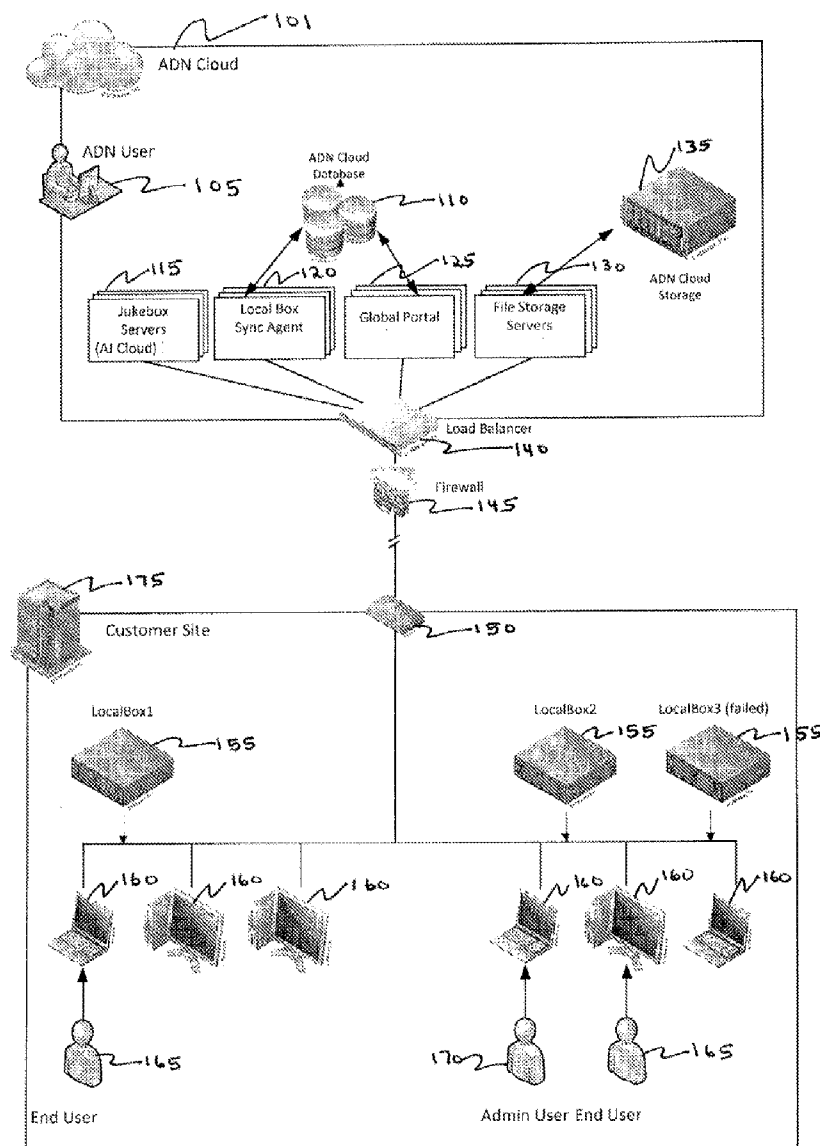 101
ADN Cloud
ADN User
105
ADN Cloud
Database
110
135
ADN Cloud
Storage
115
120
125
130
Jukebox
Servers
(AJ Cloud)
Local Box
Sync Agent
Global Portal
File Storage
Servers
Load Balancer
140
Firewall
145
175
Customer Site
150
LocalBox1
155
LocalBox2
155
LocalBox3 (failed)
155
160
160
160
160
160
160
165
170
165
End User
Admin User
End User